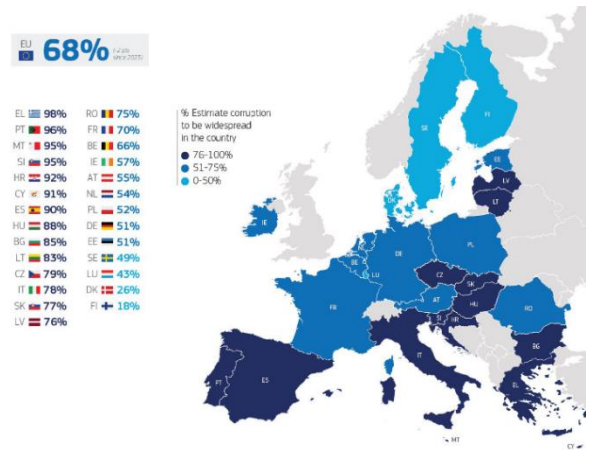 EU
68%
EL 98%
PT 96%
MT 95%
SI 95%
HR 92%
CY 91%
ES 90%
HU 88%
BG 85%
LT 83%
CZ 79%
IT 78%
SK 77%
LV 76%
RO 75%
FR 70%
BE 66%
IE 57%
AT 55%
NL 54%
PL 52%
DE 51%
EE 51%
SE 49%
LU 43%
DK 26%
FI 18%
% Estimate corruption
to be widespread
in the country
76-100%
51-75%
0-50%
SE
FI
EE
LV
LT
DK
IE
NL
BE
LU
DE
PL
CZ
SK
AT
HU
FR
SI
HR
RO
BG
IT
PT
ES
EL
MT
CY